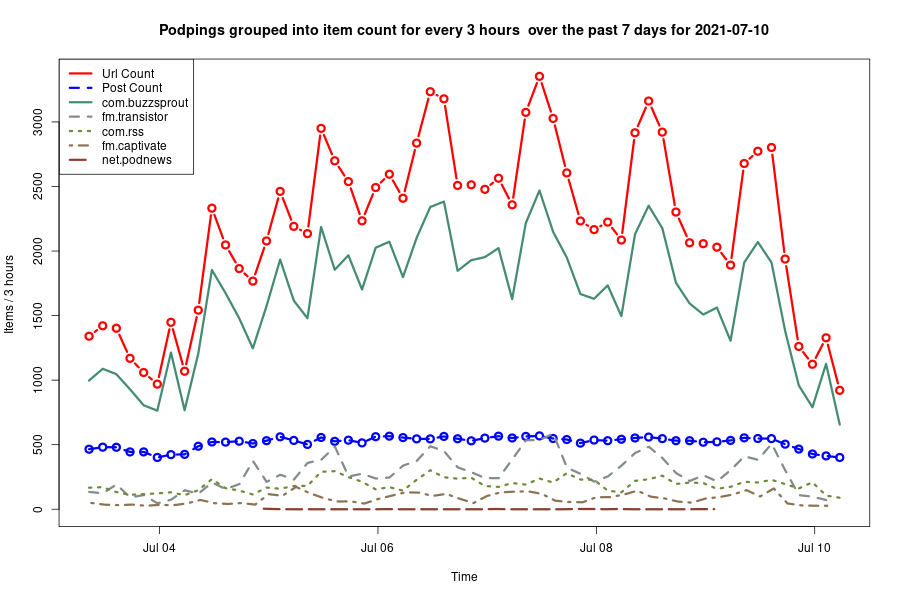 Podpings grouped into item count for every 3 hours  over the past 7 days for 2021-07-10
Url Count
Post Count
com.buzzsprout
fm.transistor
com.rss
fm.captivate
net.podnews
Items / 3 hours
3000
2500
2000
1500
1000
500
0
Jul 04
Jul 06
Jul 08
Jul 10
Time